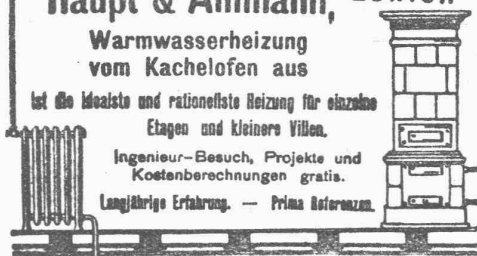 Haupt & Ammann,
Warmwasserheizung
vom Kachelofen aus
ist die idealste und rationellste Heizung für einzelne
Etagen und kleinere Villen.
Ingenieur-Besuch, Projekte und
Kostenberechnungen gratis.
Langjährige Erfahrung. — Prima Referenzen.